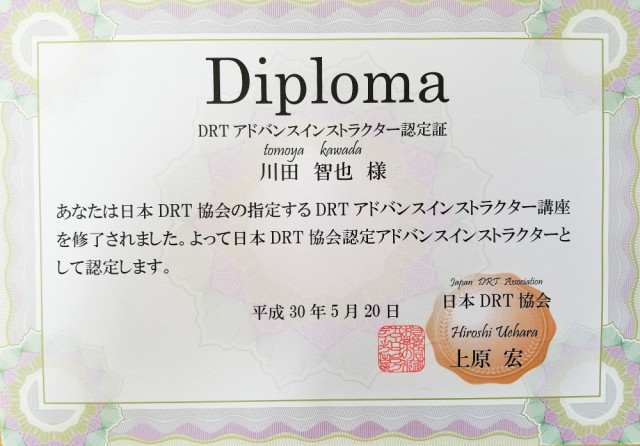 Diploma
DRT アドバンスインストラクター認定証
tomoya kawada
川田 智也 様
あなたは日本 DRT 協会の指定する DRT アドバンスインストラクター講座
を修了されました。よって日本 DRT 協会認定アドバンスインストラクターと
して認定します。
Japan DRT Association
平成 30 年 5 月 20 日
日本 DRT 協会
Hiroshi Uehara
上原 宏